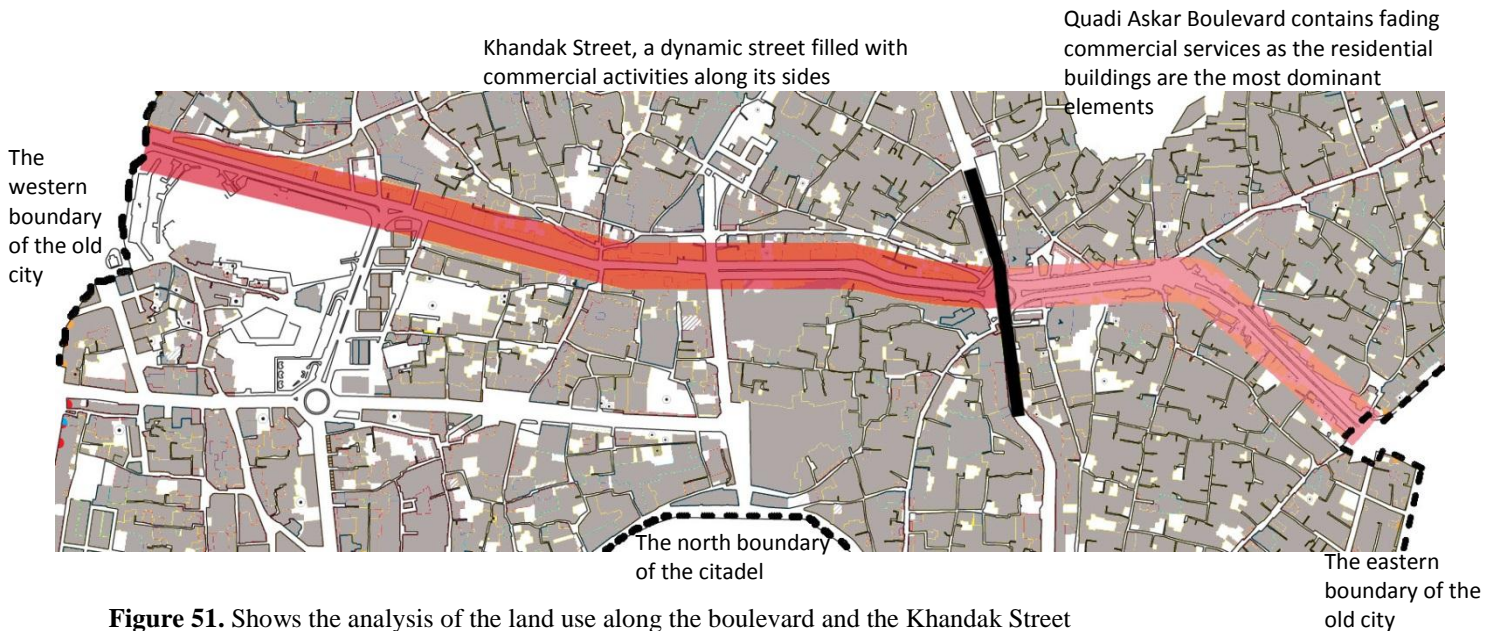 Quadi Askar Boulevard contains fading
commercial services as the residential
buildings are the most dominant
elements
Khandak Street, a dynamic street filled with
commercial activities along its sides
The
western
boundary
of the old
city
The north boundary
of the citadel
The eastern
boundary of the
old city
Figure 51. Shows the analysis of the land use along the boulevard and the Khandak Street